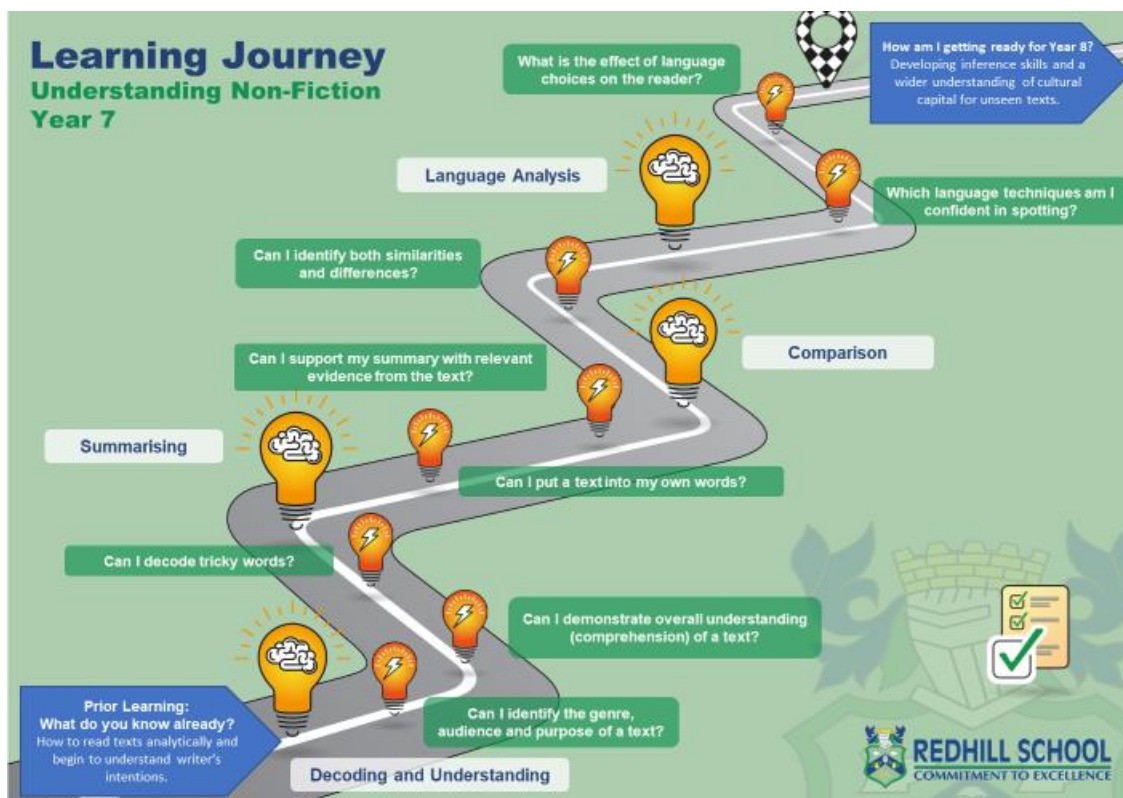 Learning Journey
Understanding Non-Fiction
Year 7
What is the effect of language
choices on the reader?
How am I getting ready for Year 8?
Developing inference skills and a
wider understanding of cultural
capital for unseen texts.
Language Analysis
Which language techniques am I
confident in spotting?
Can I identify both similarities
and differences?
Comparison
Can I support my summary with relevant
evidence from the text?
Summarising
Can I put a text into my own words?
Can I decode tricky words?
Can I demonstrate overall understanding
(comprehension) of a text?
Prior Learning:
What do you know already?
How to read texts analytically and
begin to understand writer's
intentions.
Can I identify the genre,
audience and purpose of a text?
Decoding and Understanding
REDHILL SCHOOL
COMMITMENT TO EXCELLENCE